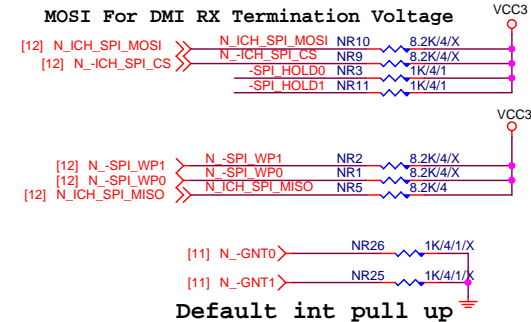 MOSI For DMI RX Termination Voltage
VCC3
[12] N_ICH_SPI_MOSI N_ICH_SPI_MOSI NR10 8.2K/4/X
[12] N_-ICH_SPI_CS N_-ICH_SPI_CS NR9 8.2K/4/X
-SPI_HOLD0 NR3 1K/4/1
-SPI_HOLD1 NR11 1K/4/1
VCC3
[12] N_-SPI_WP1 N_-SPI_WP1 NR2 8.2K/4/X
[12] N_-SPI_WP0 N_-SPI_WP0 NR1 8.2K/4/X
[12] N_ICH_SPI_MISO N_ICH_SPI_MISO NR5 8.2K/4
[11] N_-GNT0 NR26 1K/4/1/X
[11] N_-GNT1 NR25 1K/4/1/X
Default int pull up